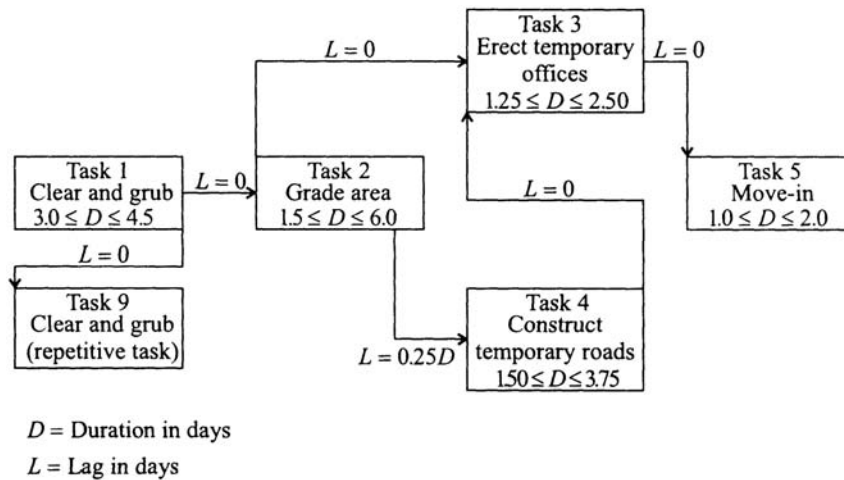 Task 3
Erect temporary
offices
1.25 ≤ D ≤ 2.50
L = 0
L = 0
Task 1
Clear and grub
3.0 ≤ D ≤ 4.5
L = 0
Task 2
Grade area
1.5 ≤ D ≤ 6.0
L = 0
Task 5
Move-in
1.0 ≤ D ≤ 2.0
L = 0
Task 9
Clear and grub
(repetitive task)
L = 0.25D
Task 4
Construct
temporary roads
1.50 ≤ D ≤ 3.75
D = Duration in days
L = Lag in days